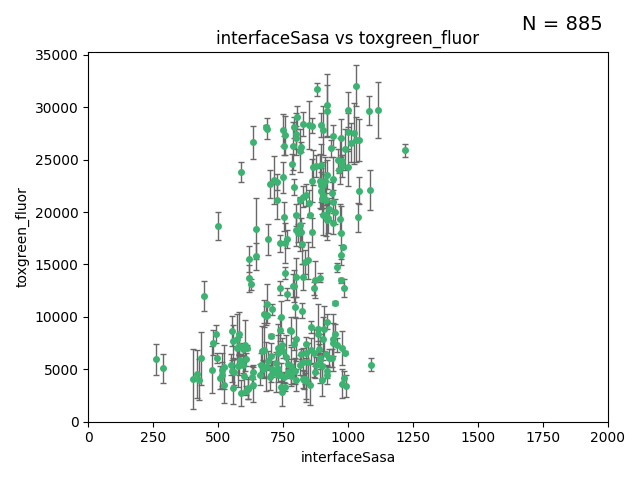 N = 885
interfaceSasa vs toxgreen_fluor
35000
30000
25000
20000
15000
10000
5000
0
toxgreen_fluor
0 250 500 750 1000 1250 1500 1750 2000
interfaceSasa